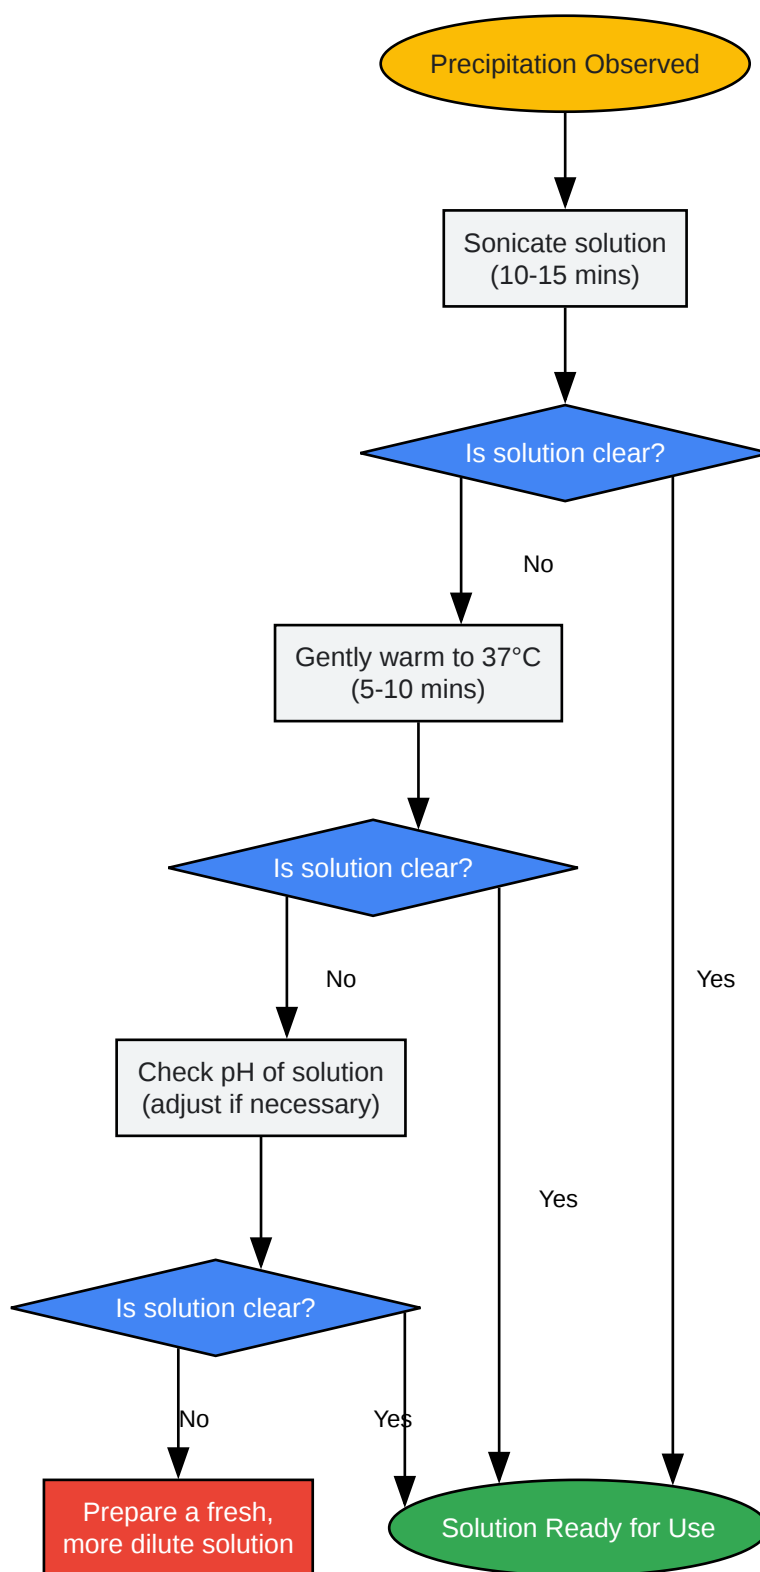 Precipitation Observed
Sonicate solution
(10-15 mins)
Is solution clear?
No
Gently warm to 37°C
(5-10 mins)
Is solution clear?
No
Yes
Check pH of solution
(adjust if necessary)
Yes
Is solution clear?
No
Yes
Prepare a fresh,
more dilute solution
Solution Ready for Use